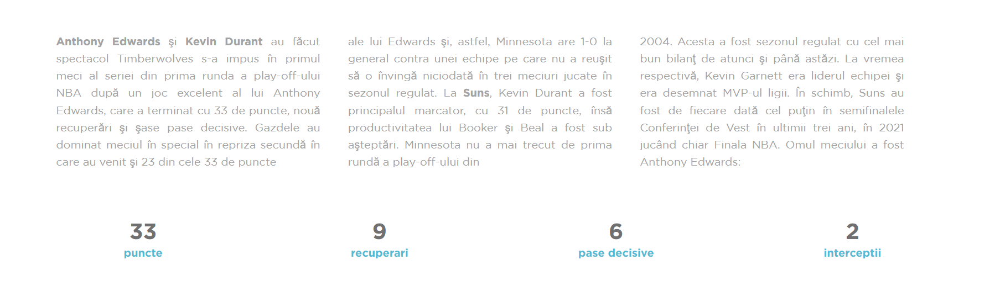 Anthony Edwards şi Kevin Durant au făcut
spectacol Timberwolves s-a impus în primul
meci al seriei din prima runda a play-off-ului
NBA după un joc excelent al lui Anthony
Edwards, care a terminat cu 33 de puncte, nouă
recuperări şi şase pase decisive. Gazdele au
dominat meciul în special în repriza secundă în
care au venit şi 23 din cele 33 de puncte
ale lui Edwards şi, astfel, Minnesota are 1-0 la
general contra unei echipe pe care nu a reuşit
să o învingă niciodată în trei meciuri jucate în
sezonul regulat. La Suns, Kevin Durant a fost
principalul marcator, cu 31 de puncte, însă
productivitatea lui Booker şi Beal a fost sub
aşteptări. Minnesota nu a mai trecut de prima
rundă a play-off-ului din
2004. Acesta a fost sezonul regulat cu cel mai
bun bilanţ de atunci şi până astăzi. La vremea
respectivă, Kevin Garnett era liderul echipei şi
era desemnat MVP-ul ligii. În schimb, Suns au
fost de fiecare dată cel puţin în semifinalele
Conferinţei de Vest în ultimii trei ani, în 2021
jucând chiar Finala NBA. Omul meciului a fost
Anthony Edwards:
33
puncte
9
recuperari
6
pase decisive
2
interceptii